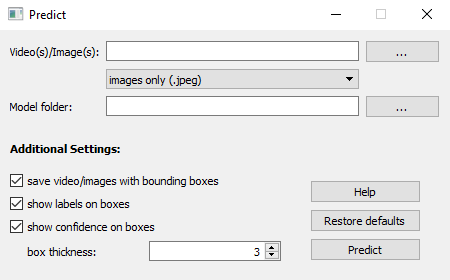 Predict
Video(s)/Image(s):
...
images only (.jpeg)
Model folder:
...
Additional Settings:
save video/images with bounding boxes
show labels on boxes
show confidence on boxes
box thickness: 3
Help
Restore defaults
Predict